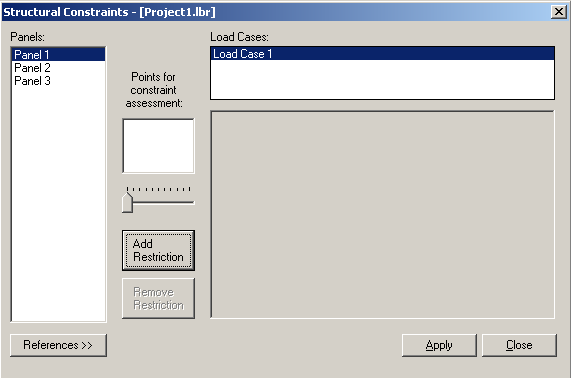 Structural Constraints - [Project1.lbr]
Panels:
Panel 1
Panel 2
Panel 3
Points for
constraint
assessment:
Load Cases:
Load Case 1
Add
Restriction
Remove
Restriction
References >>
Apply
Close